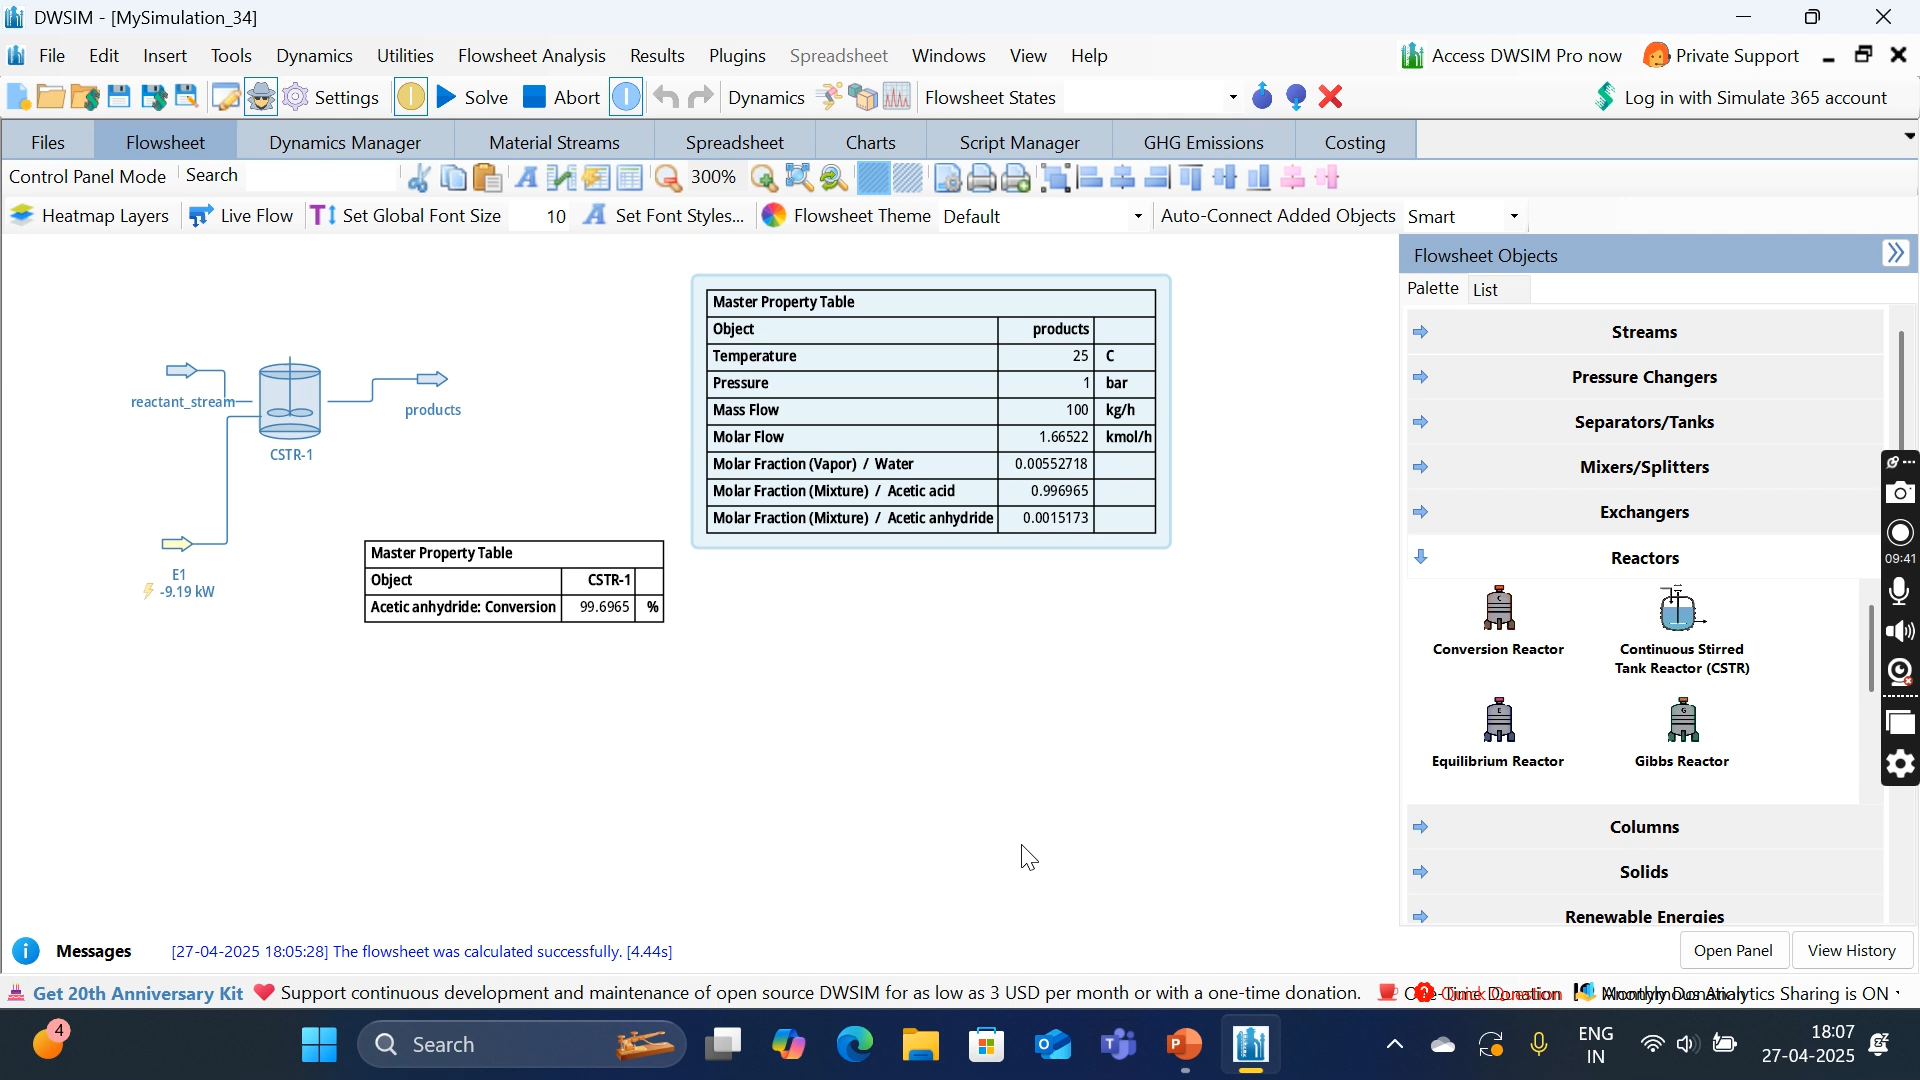 DWSIM - [MySimulation_34]
File Edit Insert Tools Dynamics Utilities Flowsheet Analysis Results Plugins Spreadsheet Windows View Help Access DWSIM Pro now Private Support
Settings Solve Abort Dynamics Flowsheet States Log in with Simulate 365 account
Files Flowsheet Dynamics Manager Material Streams Spreadsheet Charts Script Manager GHG Emissions Costing
Control Panel Mode Search 300%
Heatmap Layers Live Flow Set Global Font Size 10 Set Font Styles... Flowsheet Theme Default Auto-Connect Added Objects Smart
reactant_stream
CSTR-1
products
E1
-9.19 kW
Master Property Table
Object CSTR-1
Acetic anhydride: Conversion 99.6965 %
Master Property Table
Object products
Temperature 25 C
Pressure 1 bar
Mass Flow 100 kg/h
Molar Flow 1.66522 kmol/h
Molar Fraction (Vapor) / Water 0.00552718
Molar Fraction (Mixture) / Acetic acid 0.996965
Molar Fraction (Mixture) / Acetic anhydride 0.0015173
Flowsheet Objects
Palette List
Streams
Pressure Changers
Separators/Tanks
Mixers/Splitters
Exchangers
Reactors
Conversion Reactor
Continuous Stirred
Tank Reactor (CSTR)
Equilibrium Reactor
Gibbs Reactor
Columns
Solids
Renewable Energies
09:41
Messages [27-04-2025 18:05:28] The flowsheet was calculated successfully. [4.44s] Open Panel View History
Get 20th Anniversary Kit Support continuous development and maintenance of open source DWSIM for as low as 3 USD per month or with a one-time donation. Sharing is ON
4 Search ENG 18:07
IN 27-04-2025